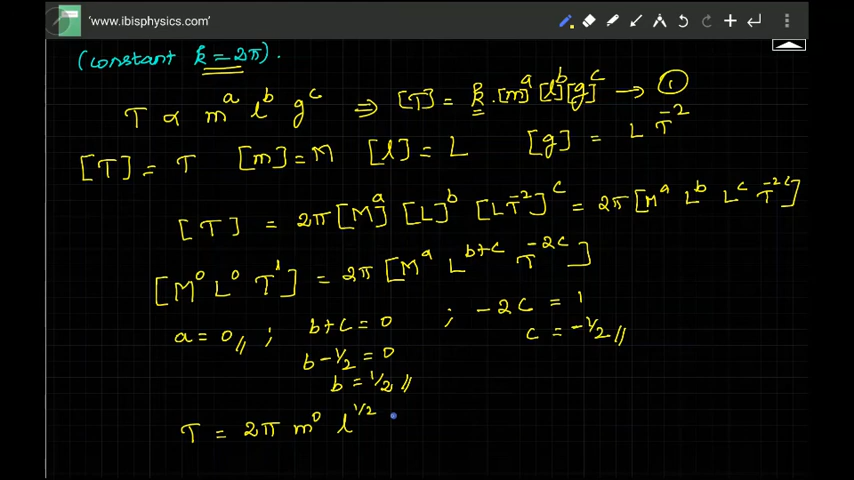 'www.ibisphysics.com'
(constant k = 2π).
T ∝ m^a l^b g^c ⇒ [T] = k.[m]^a [l]^b [g]^c → ①
[T] = T [m] = M [l] = L [g] = L T^-2
[T] = 2π [M]^a [L]^b [LT^-2]^c = 2π [M^a L^b L^c T^-2c]
[M^0 L^0 T^1] = 2π [M^a L^b+c T^-2c]
a = 0// ; b+c = 0 ; -2c = 1
b - 1/2 = 0 c = -1/2//
b = 1/2//
T = 2π m^0 l^1/2